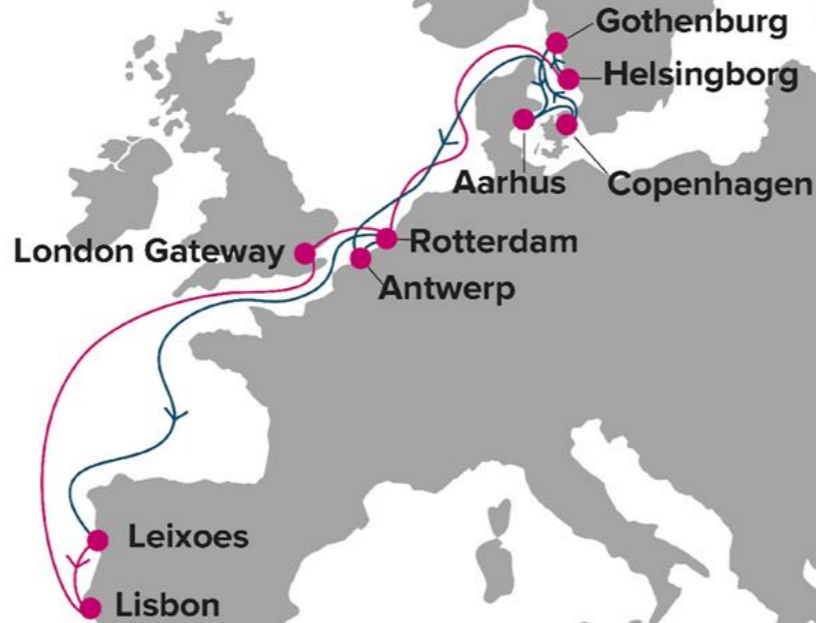 Gothenburg
Helsingborg
Aarhus
Copenhagen
London Gateway
Rotterdam
Antwerp
Leixoes
Lisbon